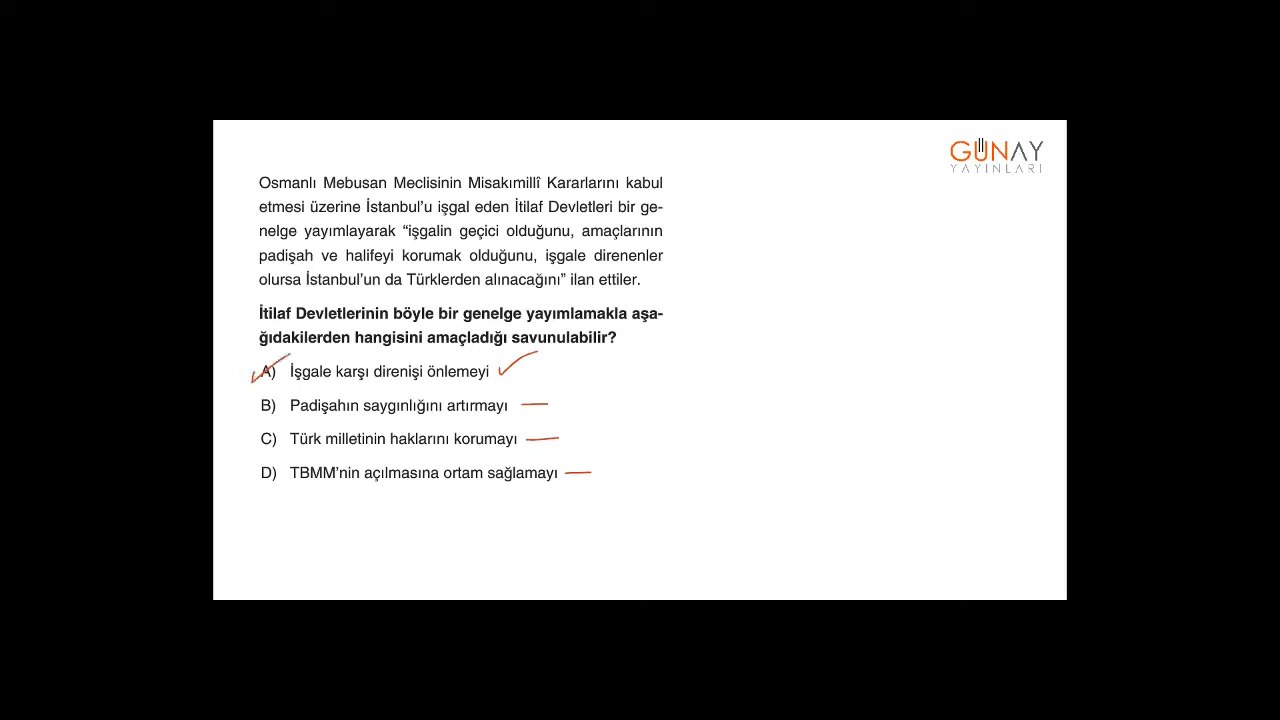 GÜNAY
YAYINLARI
Osmanlı Mebusan Meclisinin Misakımillî Kararlarını kabul
etmesi üzerine İstanbul’u işgal eden İtilaf Devletleri bir ge-
nelge yayımlayarak “işgalin geçici olduğunu, amaçlarının
padişah ve halifeyi korumak olduğunu, işgale direnenler
olursa İstanbul’un da Türklerden alınacağını” ilan ettiler.
İtilaf Devletlerinin böyle bir genelge yayımlamakla aşa-
ğıdakilerden hangisini amaçladığı savunulabilir?
A) İşgale karşı direnişi önlemeyi
B) Padişahın saygınlığını artırmayı
C) Türk milletinin haklarını korumayı
D) TBMM’nin açılmasına ortam sağlamayı